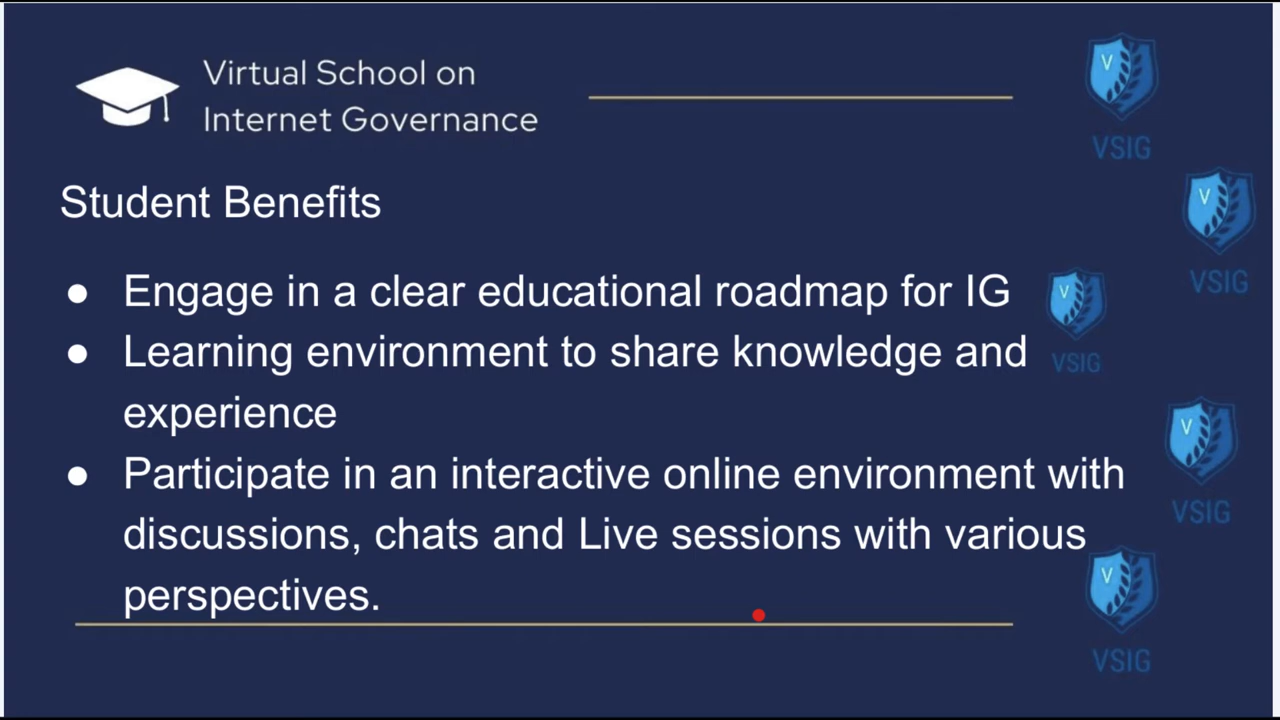 Virtual School on
Internet Governance
V
VSIG
Student Benefits
V
VSIG
● Engage in a clear educational roadmap for IG
V
VSIG
● Learning environment to share knowledge and
experience
V
VSIG
● Participate in an interactive online environment with
discussions, chats and Live sessions with various
perspectives.
V
VSIG